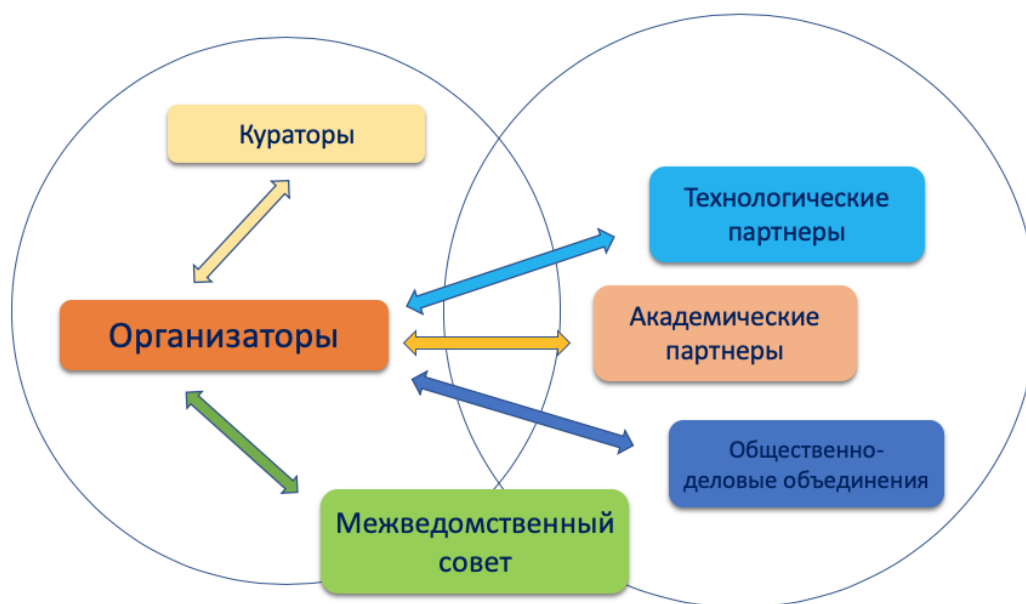 Кураторы
Технологические
партнеры
Организаторы
Академические
партнеры
Общественно-
деловые объединения
Межведомственный
совет